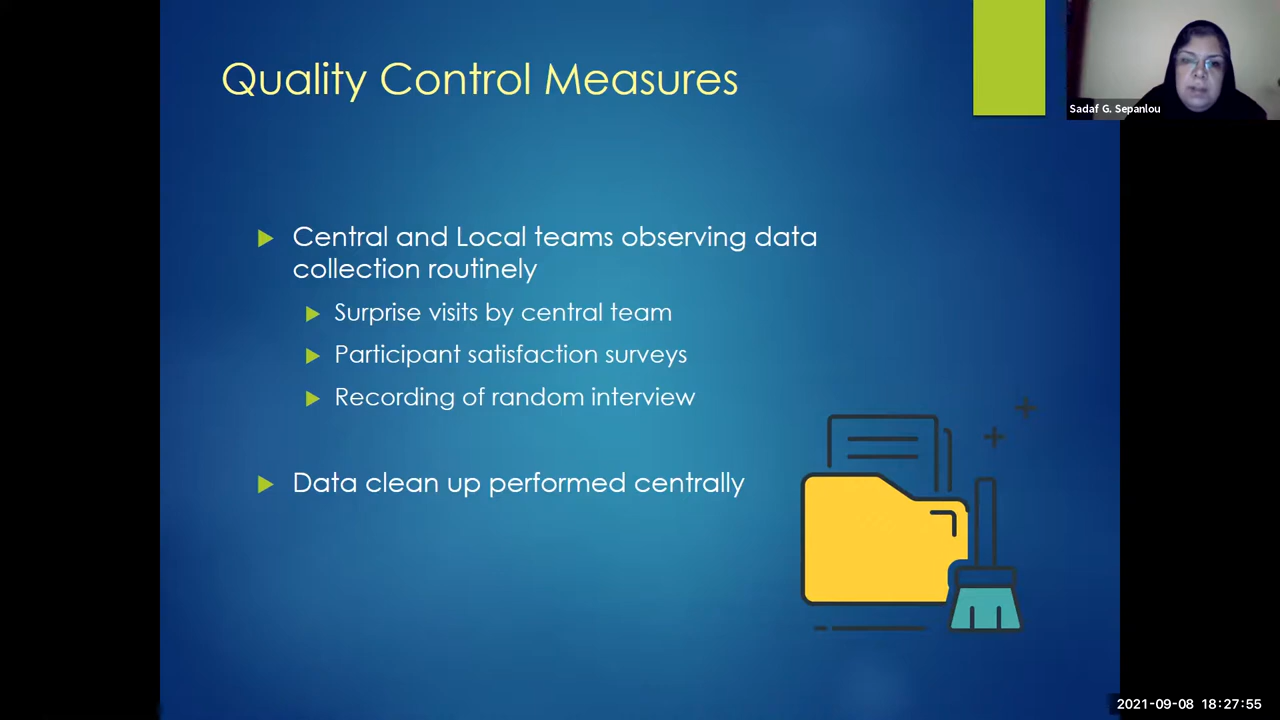 Quality Control Measures
Sadaf G. Sepanlou
Central and Local teams observing data
collection routinely
Surprise visits by central team
Participant satisfaction surveys
Recording of random interview
Data clean up performed centrally
2021-09-08 18:27:55